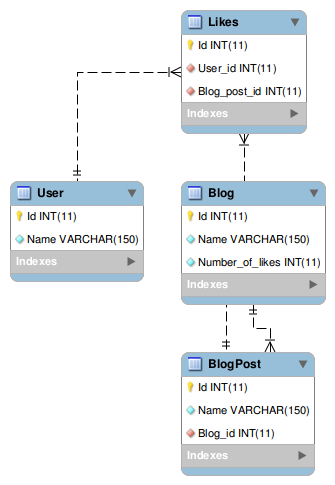 Likes
Id INT(11)
User_id INT(11)
Blog_post_id INT(11)
Indexes
User
Id INT(11)
Name VARCHAR(150)
Indexes
Blog
Id INT(11)
Name VARCHAR(150)
Number_of_likes INT(11)
Indexes
BlogPost
Id INT(11)
Name VARCHAR(150)
Blog_id INT(11)
Indexes